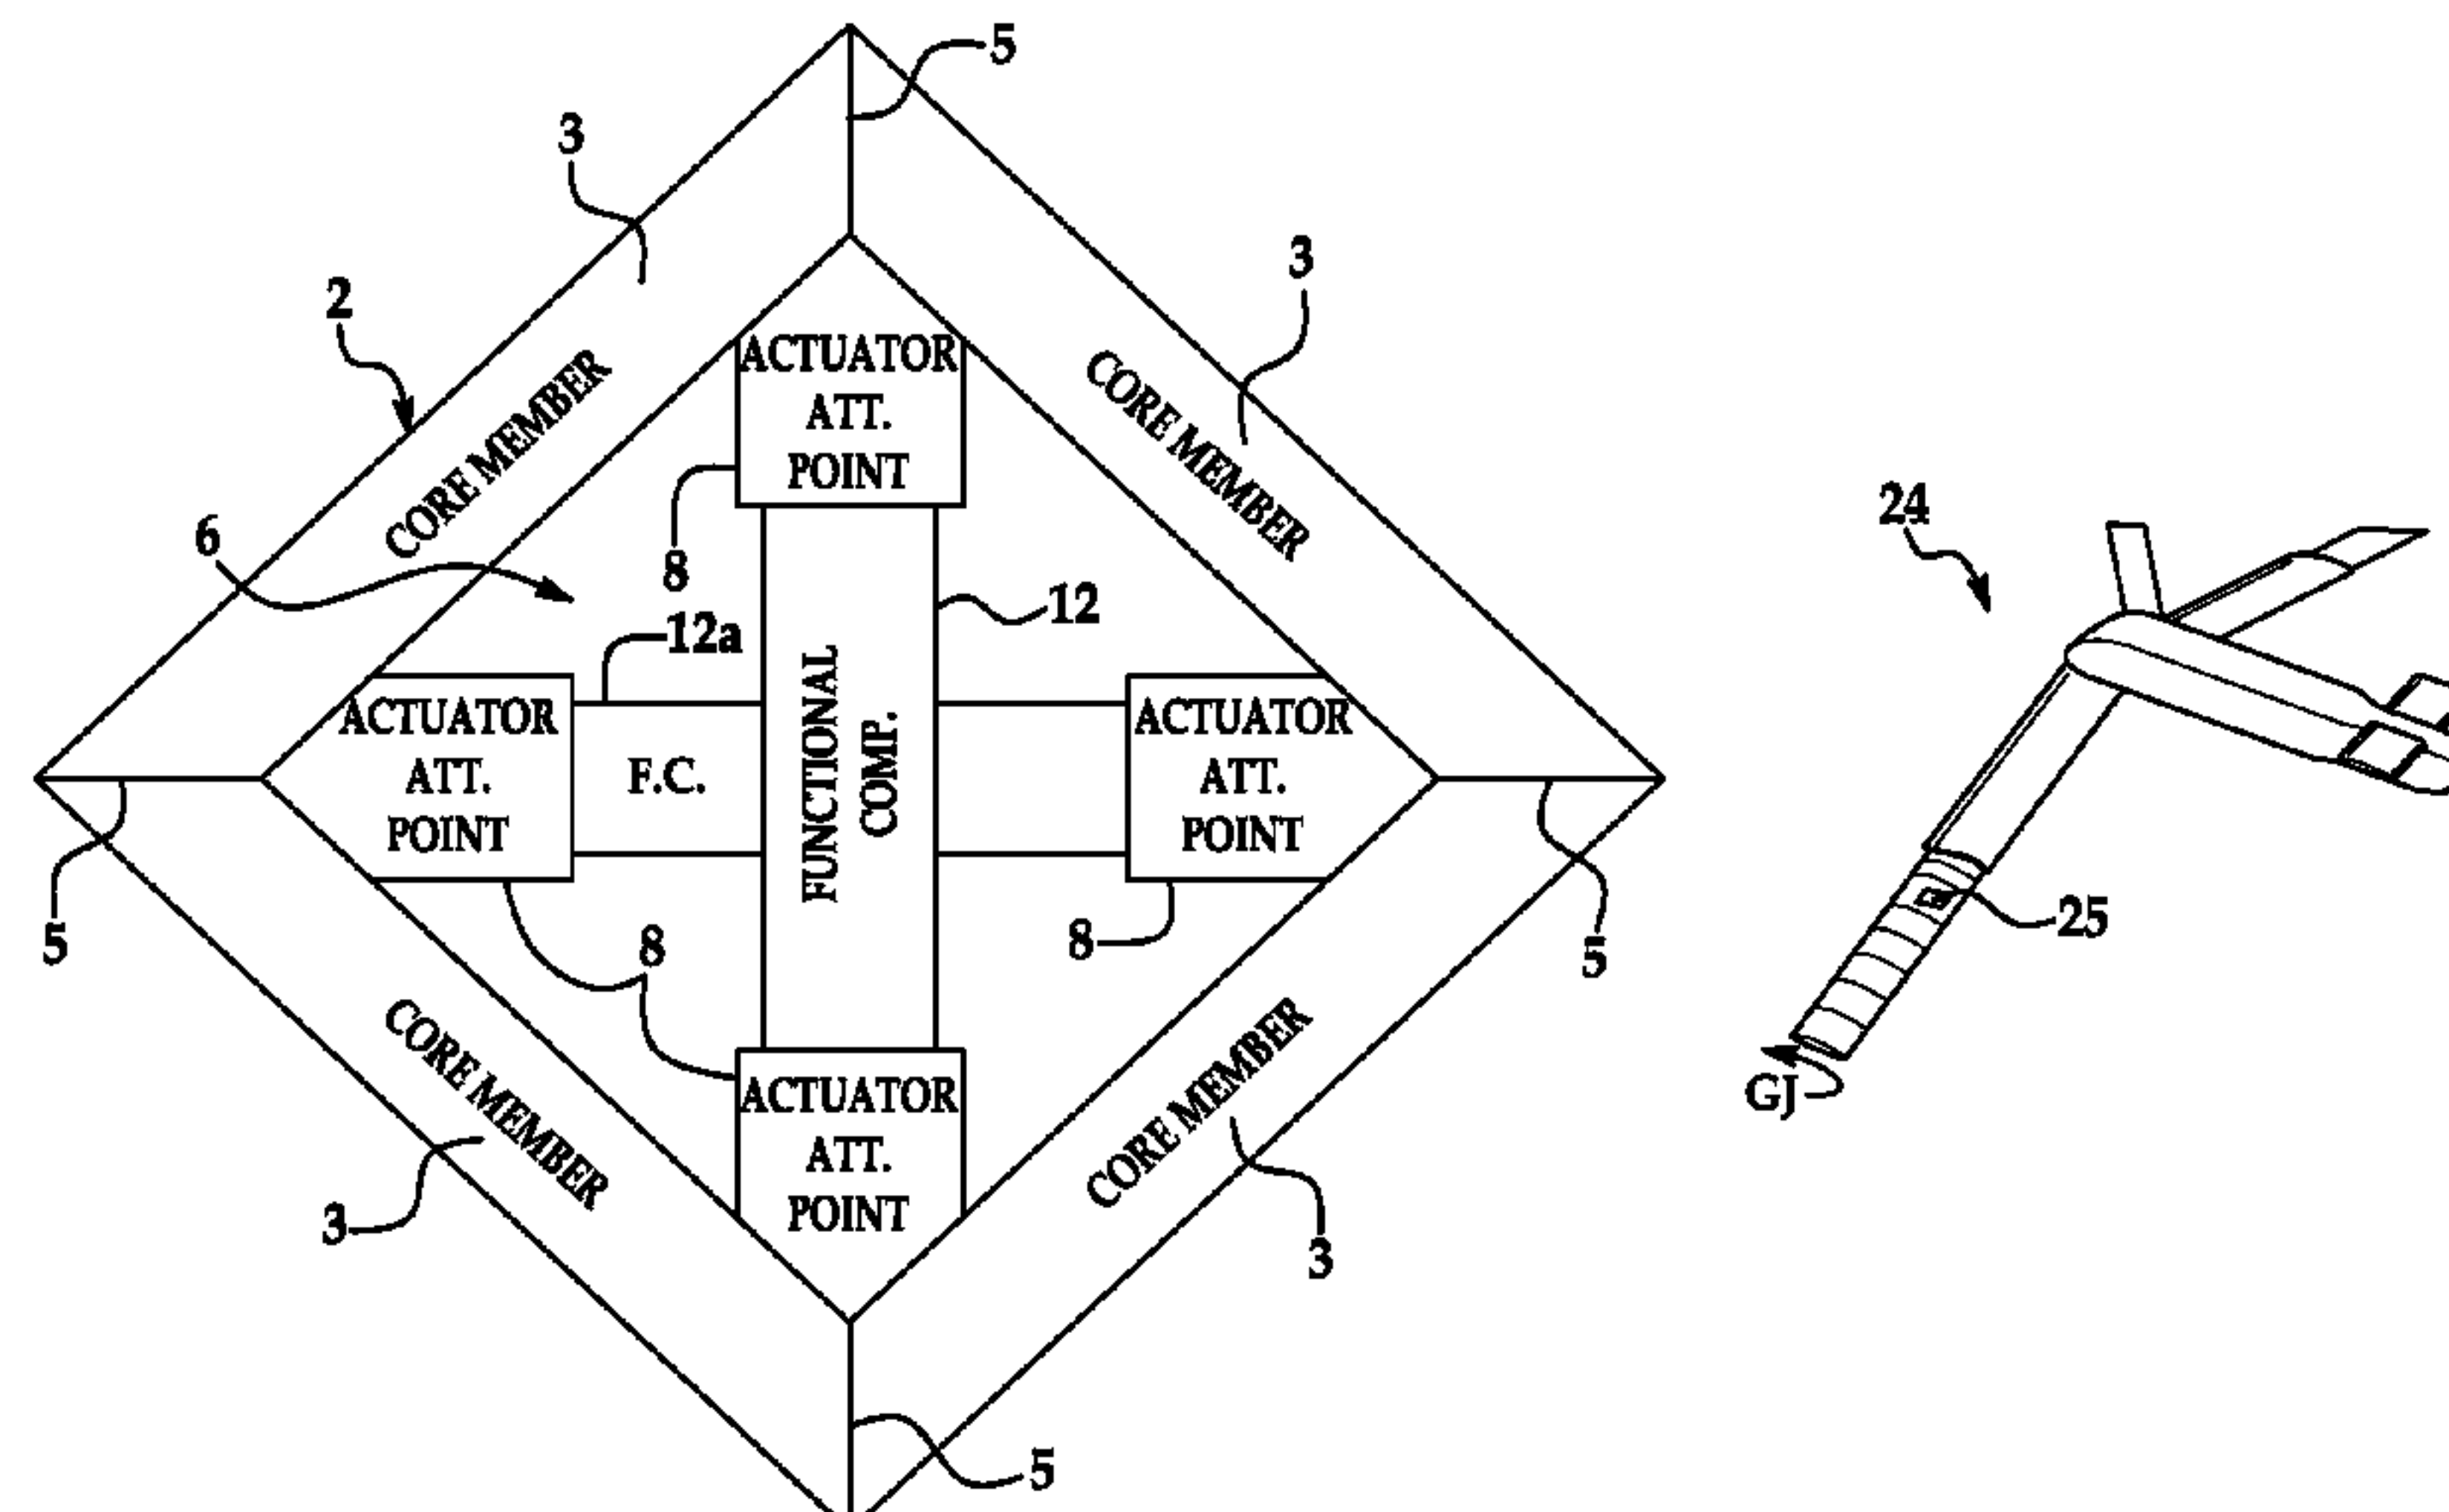 5
3
3
2
ACTUATOR
ATT.
POINT
CORE MEMBER
CORE MEMBER
24
6
8
12
12a
ACTUATOR
ATT.
POINT
F.C.
FUNCTIONAL
COMP.
ACTUATOR
ATT.
POINT
5
8
8
5
25
CORE MEMBER
CORE MEMBER
ACTUATOR
ATT.
POINT
GJ
3
3
5